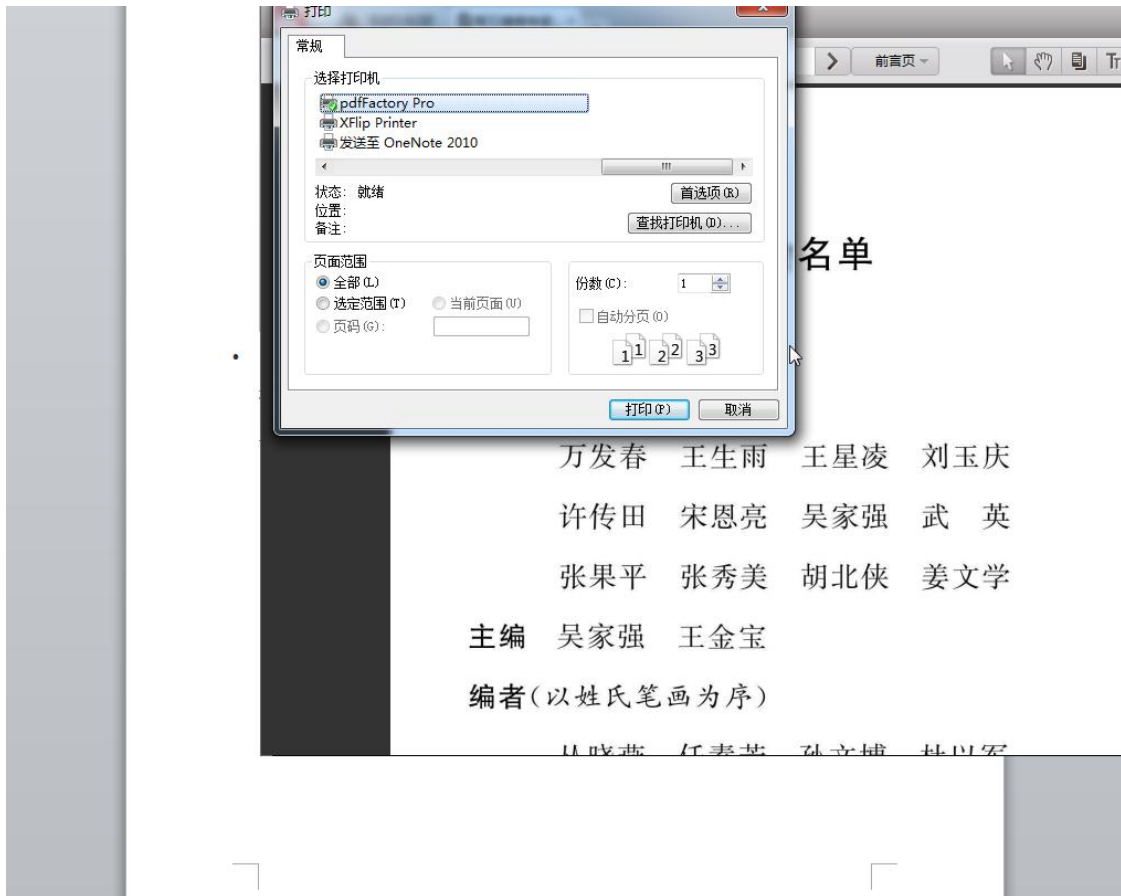 打印
常规
选择打印机
pdfFactory Pro
XFlip Printer
发送至 OneNote 2010
状态: 就绪
首选项(R)
位置:
查找打印机(D)...
备注:
页面范围
全部(L)
选定范围(T) 当前页面(U)
页码(G):
份数(C): 1
自动分页(O)
1 1 2 2 3 3
打印(P) 取消
前言页
名单
万发春 王生雨 王星凌 刘玉庆
许传田 宋恩亮 吴家强 武 英
张果平 张秀美 胡北侠 姜文学
主编 吴家强 王金宝
编者(以姓氏笔画为序)